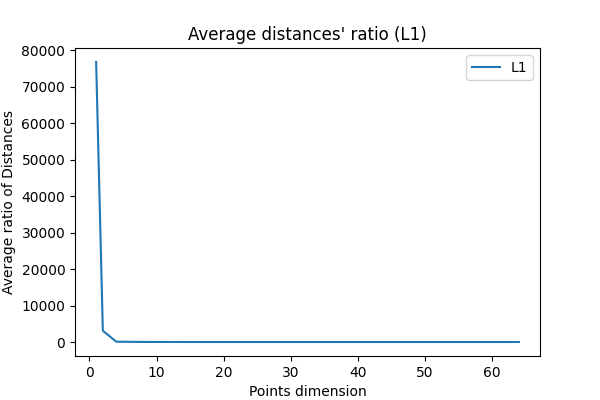 Average distances' ratio (L1)
L1
80000
70000
60000
50000
40000
30000
20000
10000
0
Average ratio of Distances
0 10 20 30 40 50 60
Points dimension